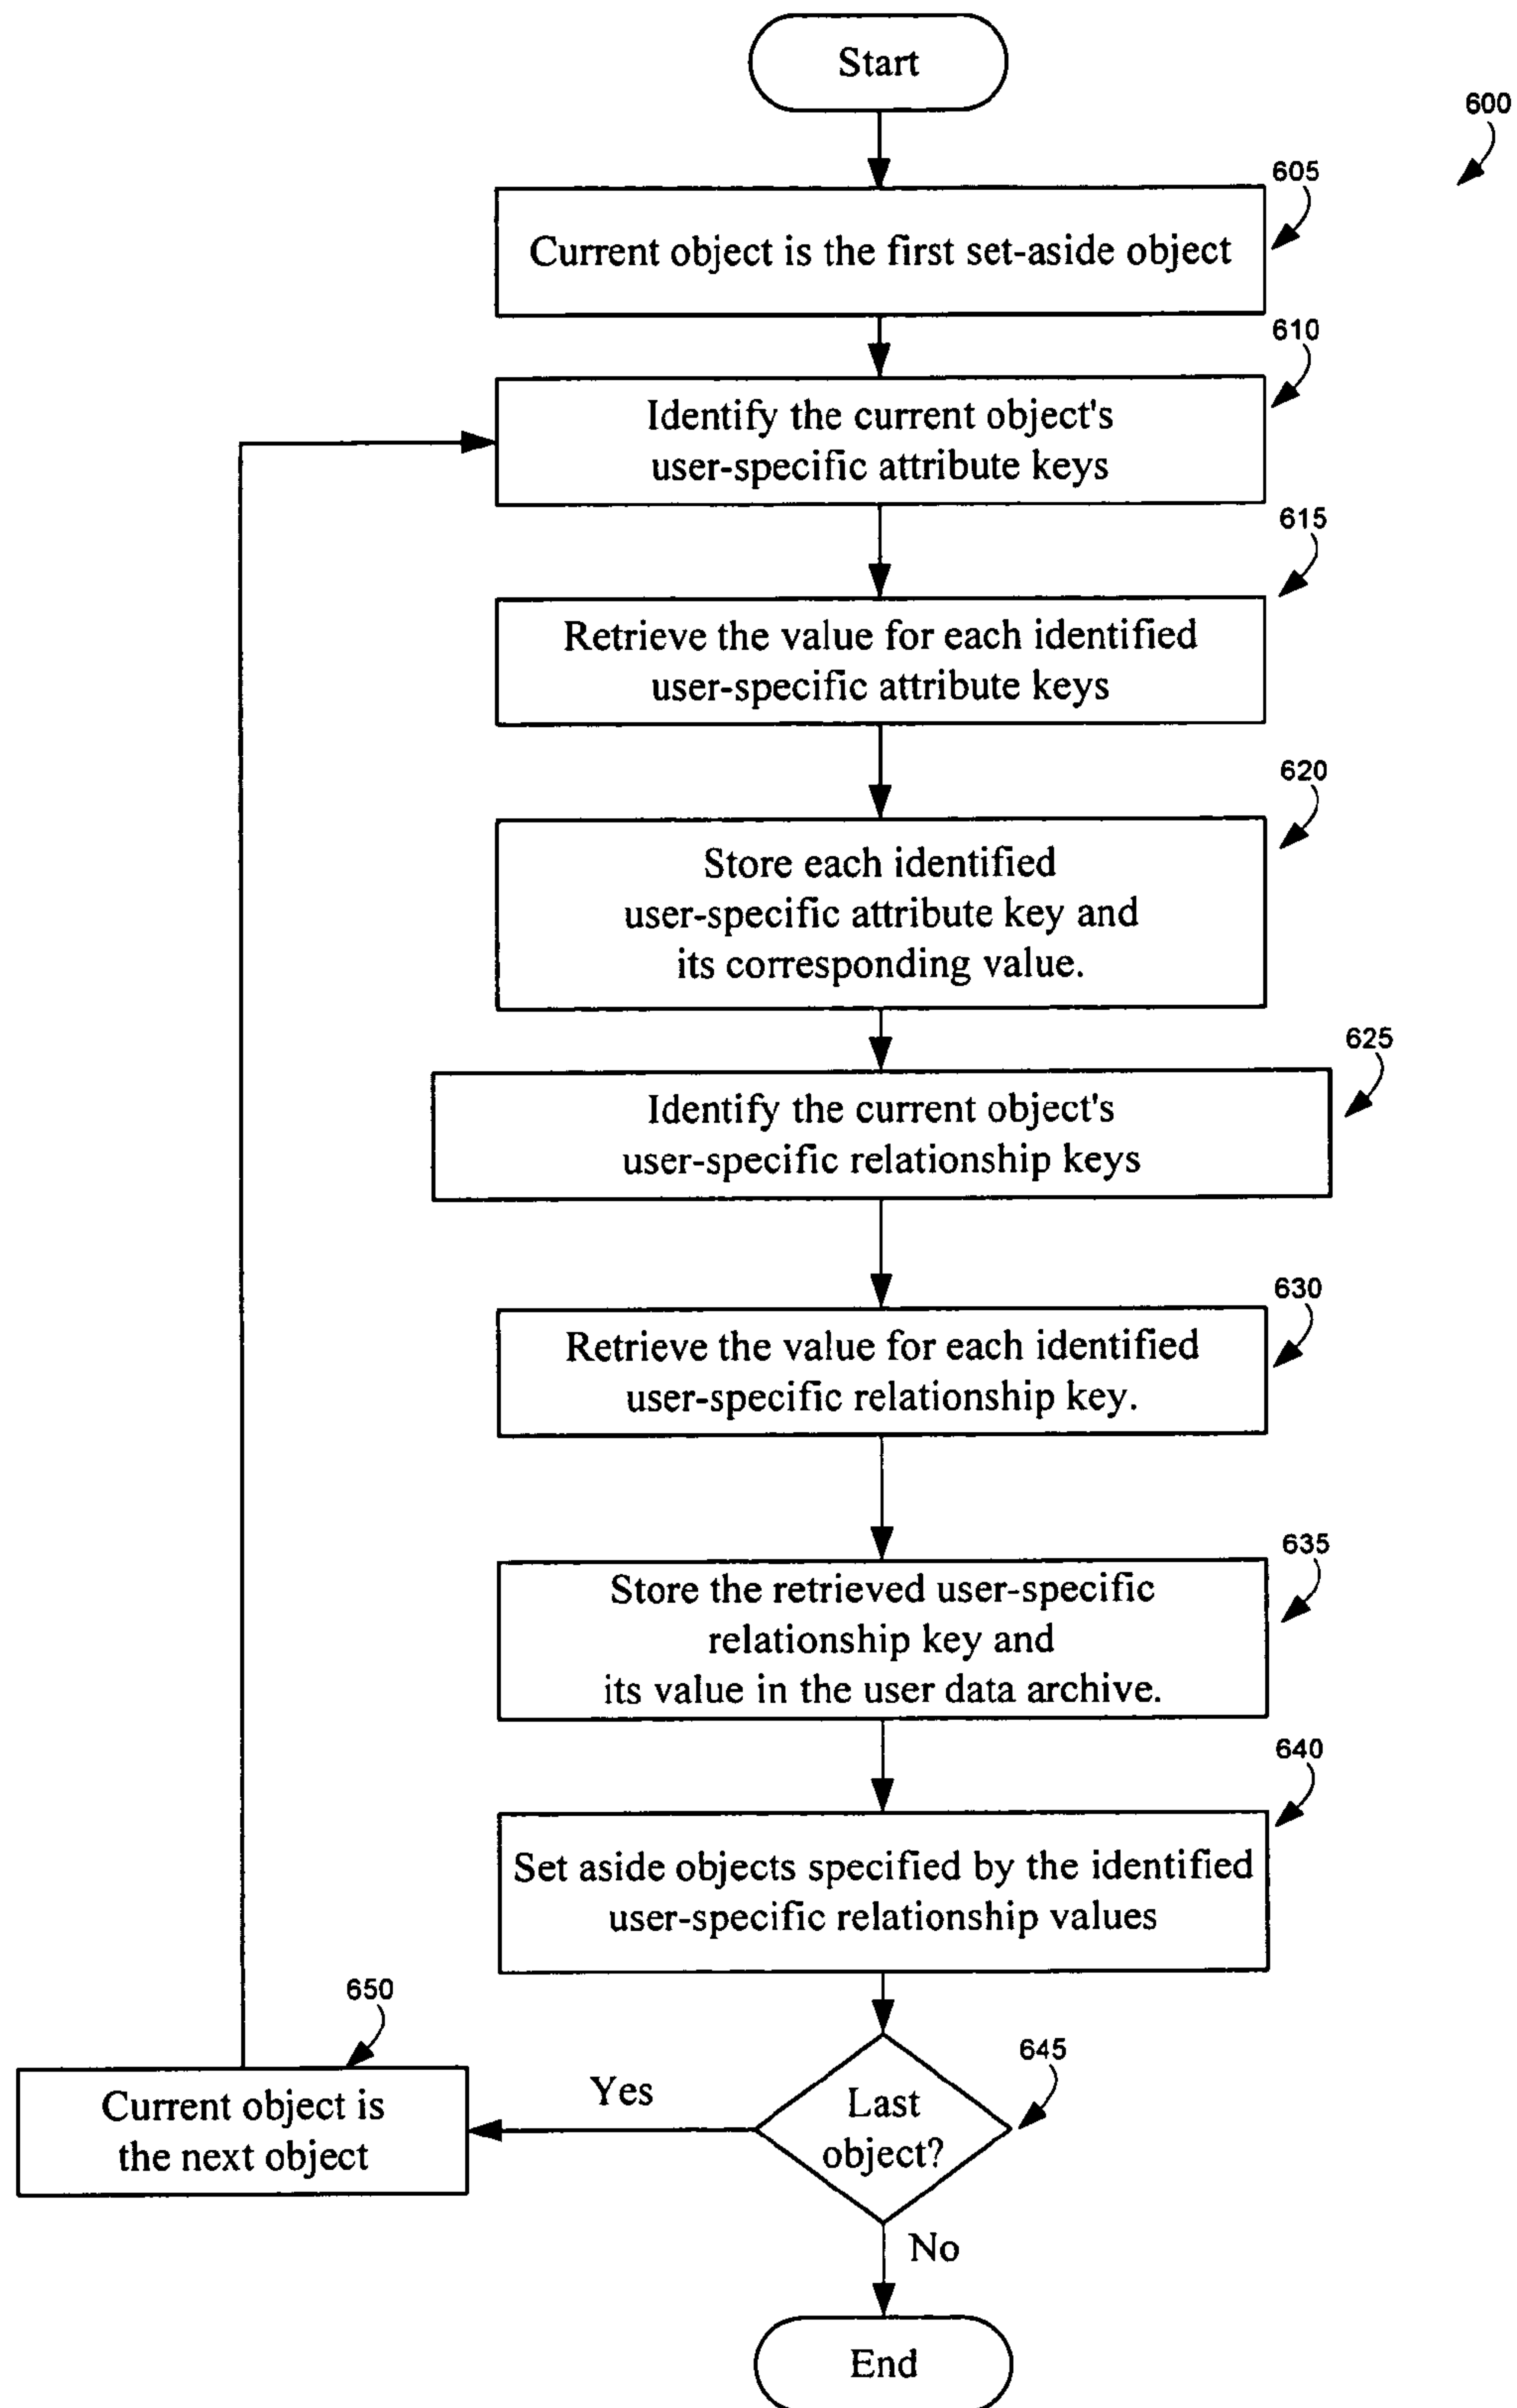 Start
600
605
Current object is the first set-aside object
610
Identify the current object's
user-specific attribute keys
615
Retrieve the value for each identified
user-specific attribute keys
620
Store each identified
user-specific attribute key and
its corresponding value.
625
Identify the current object's
user-specific relationship keys
630
Retrieve the value for each identified
user-specific relationship key.
635
Store the retrieved user-specific
relationship key and
its value in the user data archive.
640
Set aside objects specified by the identified
user-specific relationship values
650
Current object is
the next object
Yes
645
Last
object?
No
End